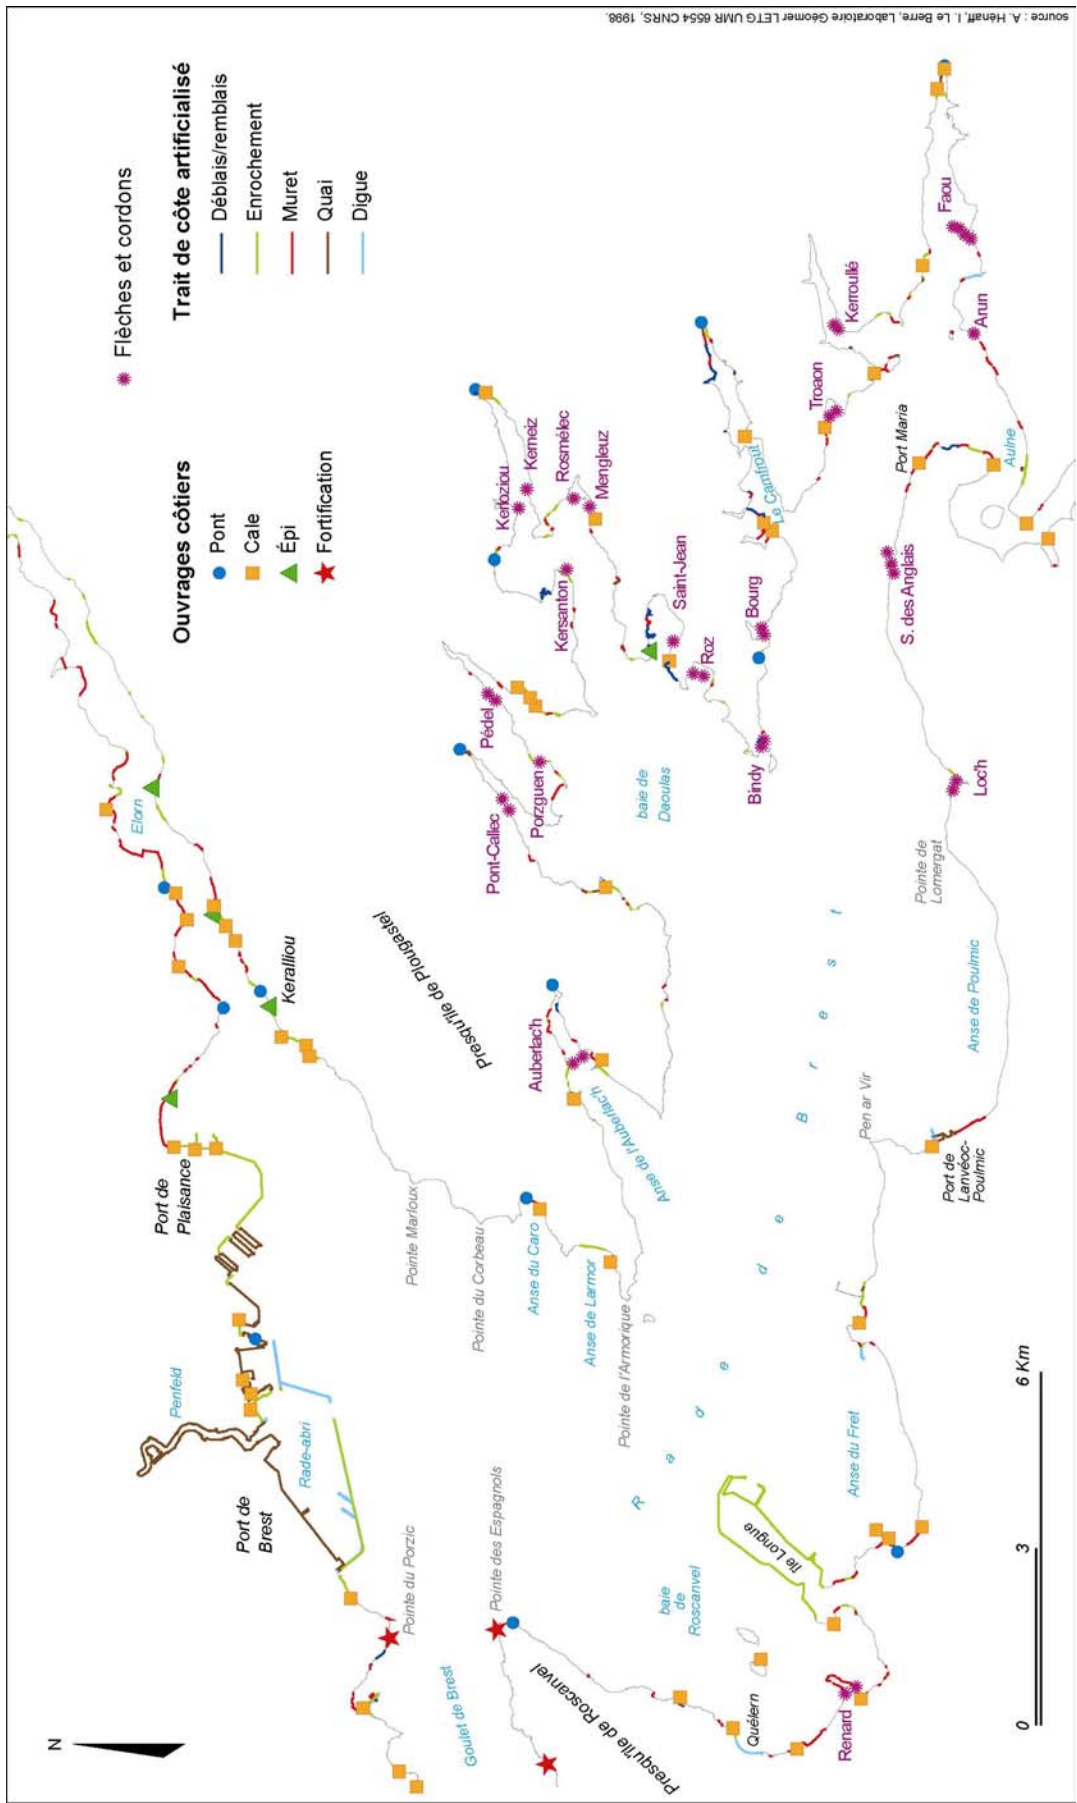 N
Flèches et cordons
Ouvrages côtiers
Pont
Cale
Épi
Fortification
Trait de côte artificialisé
Déblais/remblais
Enrochement
Muret
Quai
Digue
Elorn
Penfeld
Port de
Plaisance
Keralliou
Port de
Brest
Rade-abri
Pointe du Porzic
Goulet de Brest
Pointe des Espagnols
Presqu'île de Roscanvel
Pointe Marloux
Pointe du Corbeau
Anse du Caro
Anse de Larmor
Pointe de l'Armorique
Presqu'île de Plougastel
Auberlac'h
Anse de l'Auberlac'h
Pont-Callec
Pédel
Porzguen
Kersanton
Kerloziou
Kerneiz
Rosmélec
Mengleuz
Saint-Jean
Roz
baie de
Daoulas
Bindy
Bourg
Le Camfrout
Troaon
Kerroullé
Faou
Arun
Port Maria
Aulne
S. des Anglais
Loc'h
Pointe de
Lomergat
Anse de Poulmic
Pen ar Vir
Port de
Lanvéoc-
Poulmic
Rade de Brest
Anse du Fret
Île Longue
baie
de
Roscanvel
Quélern
Renard
0 3 6 Km
source : A. Hénaff, I. Le Berre, Laboratoire Géomer LETG UMR 6554 CNRS, 1998.